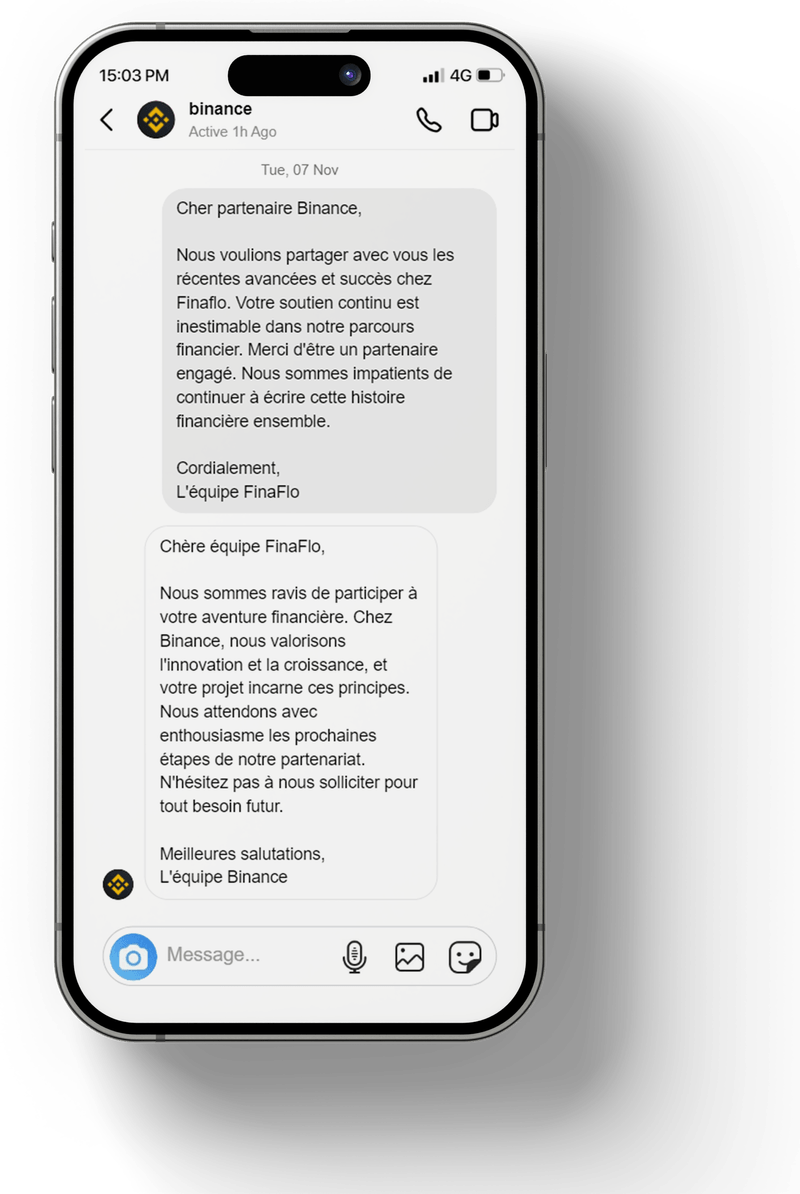 15:03 PM
4G
binance
Active 1h Ago
Tue, 07 Nov
Cher partenaire Binance,
Nous voulions partager avec vous les
récentes avancées et succès chez
Finaflo. Votre soutien continu est
inestimable dans notre parcours
financier. Merci d'être un partenaire
engagé. Nous sommes impatients de
continuer à écrire cette histoire
financière ensemble.
Cordialement,
L'équipe FinaFlo
Chère équipe FinaFlo,
Nous sommes ravis de participer à
votre aventure financière. Chez
Binance, nous valorisons
l'innovation et la croissance, et
votre projet incarne ces principes.
Nous attendons avec
enthousiasme les prochaines
étapes de notre partenariat.
N'hésitez pas à nous solliciter pour
tout besoin futur.
Meilleures salutations,
L'équipe Binance
Message...